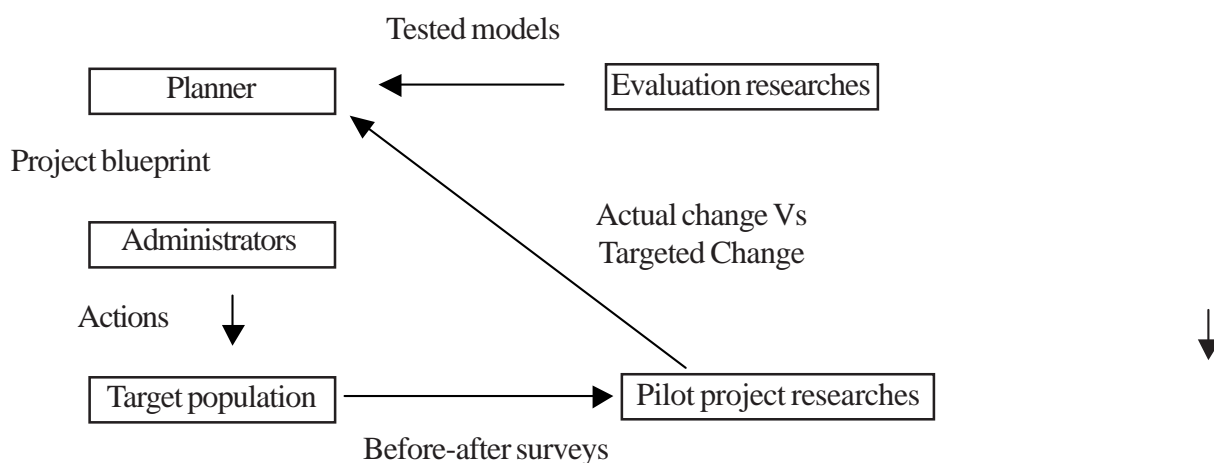 Tested models
Planner
Evaluation researches
Project blueprint
Actual change Vs
Targeted Change
Administrators
Actions
Target population
Pilot project researches
Before-after surveys